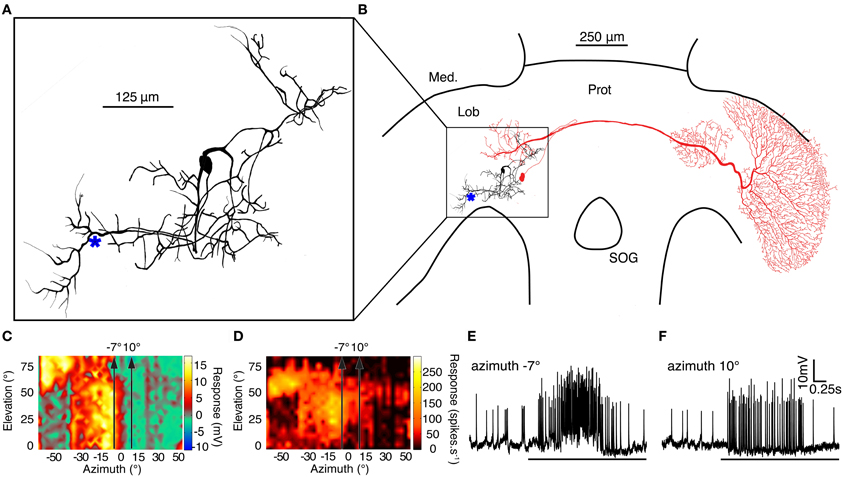 A
125 µm
*
B
250 µm
Med.
Lob
Prot
*
SOG
C
-7° 10°
Elevation (°)
75
50
25
0
-50 -30 -15 0 15 30 50
Azimuth (°)
15
10
5
0
-5
-10
Response (mV)
D
-7° 10°
Elevation (°)
75
50
25
0
-50 -30 -15 0 15 30 50
Azimuth (°)
250
200
150
100
50
0
Response (spikes.s⁻¹)
E
azimuth -7°
F
azimuth 10°
10mV
0.25s